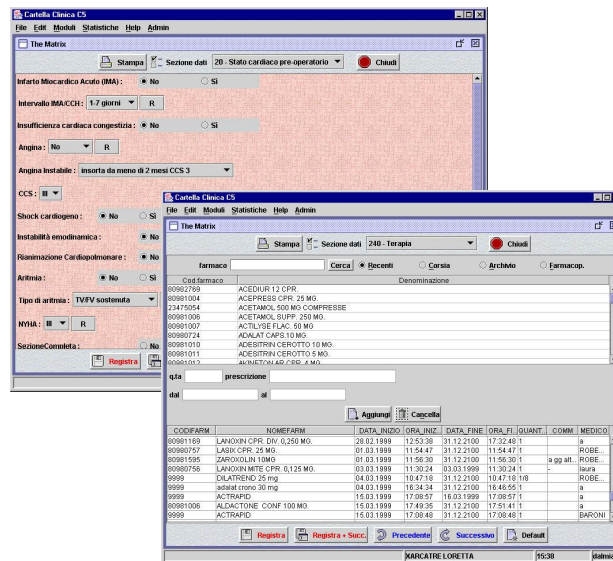 Cartella Clinica C5
File Edit Moduli Statistiche Help Admin
The Matrix
Stampa Sezione dati 20 - Stato cardiaco pre-operatorio Chiudi
Infarto Miocardico Acuto (IMA) : No Sì
Intervallo IMA/CCH : 1-7 giorni R
Insufficienza cardiaca congestizia : No Sì
Angina : No R
Angina Instabile : insorta da meno di 2 mesi CCS 3
CCS : III
Shock cardiogeno : No Sì
Instabilità emodinamica : No
Rianimazione Cardiopolmonare : No
Aritmia : No Sì
Tipo di aritmia : TV/FV sostenuta
NYHA : III R
SezioneCompleta : No
Registra
Cartella Clinica C5
File Edit Moduli Statistiche Help Admin
The Matrix
Stampa Sezione dati 240 - Terapia Chiudi
farmaco Cerca Recenti Corsia Archivio Farmacop.
Cod.farmaco Denominazione
80982769 ACEDIUR 12 CPR.
80981004 ACEPRESS CPR. 25 MG.
23475054 ACETAMOL 500 MG COMPRESSE
80981006 ACETAMOL SUPP. 250 MG.
80981007 ACTILYSE FLAC. 50 MG
80980724 ADALAT CAPS.10 MG.
80981010 ADESITRIN CEROTTO 10 MG.
80981011 ADESITRIN CEROTTO 5 MG.
80981012 AKINETON AR CPR. 4 MG.
q.ta prescrizione
dal al
Aggiungi Cancella
CODIFARM NOMEFARM DATA_INIZIO ORA_INIZ... DATA_FINE ORA_FI... QUANT... COMM MEDICO
80981169 LANOXIN CPR. DIV. 0,250 MG. 28.02.1999 12:53:38 31.12.2100 17:32:48 1 a
80980757 LASIX CPR. 25 MG. 01.03.1999 11:54:47 31.12.2100 11:54:47 1 ROBE...
80981595 ZAROXOLIN 10MG 01.03.1999 11:56:30 31.12.2100 11:56:30 1 a gg alt... ROBE...
80980756 LANOXIN MITE CPR. 0,125 MG. 03.03.1999 11:30:24 03.03.1999 11:30:24 1 - laura
9999 DILATREND 25 mg 04.03.1999 10:47:18 31.12.2100 10:47:18 1/8 ROBE...
9999 adalat crono 30 mg 04.03.1999 16:34:34 31.12.2100 16:46:55 1 a
9999 ACTRAPID 15.03.1999 17:08:57 16.03.1999 17:08:57 1 a
80981006 ALDACTONE CONF 100 MG. 15.03.1999 17:49:35 31.12.2100 17:51:41 1 a
9999 ACTRAPID 15.03.1999 17:08:48 31.12.2100 17:08:48 1 BARONI
Registra Registra + Succ. Precedente Successivo Default
XARCATRE LORETTA 15:30 dalmia